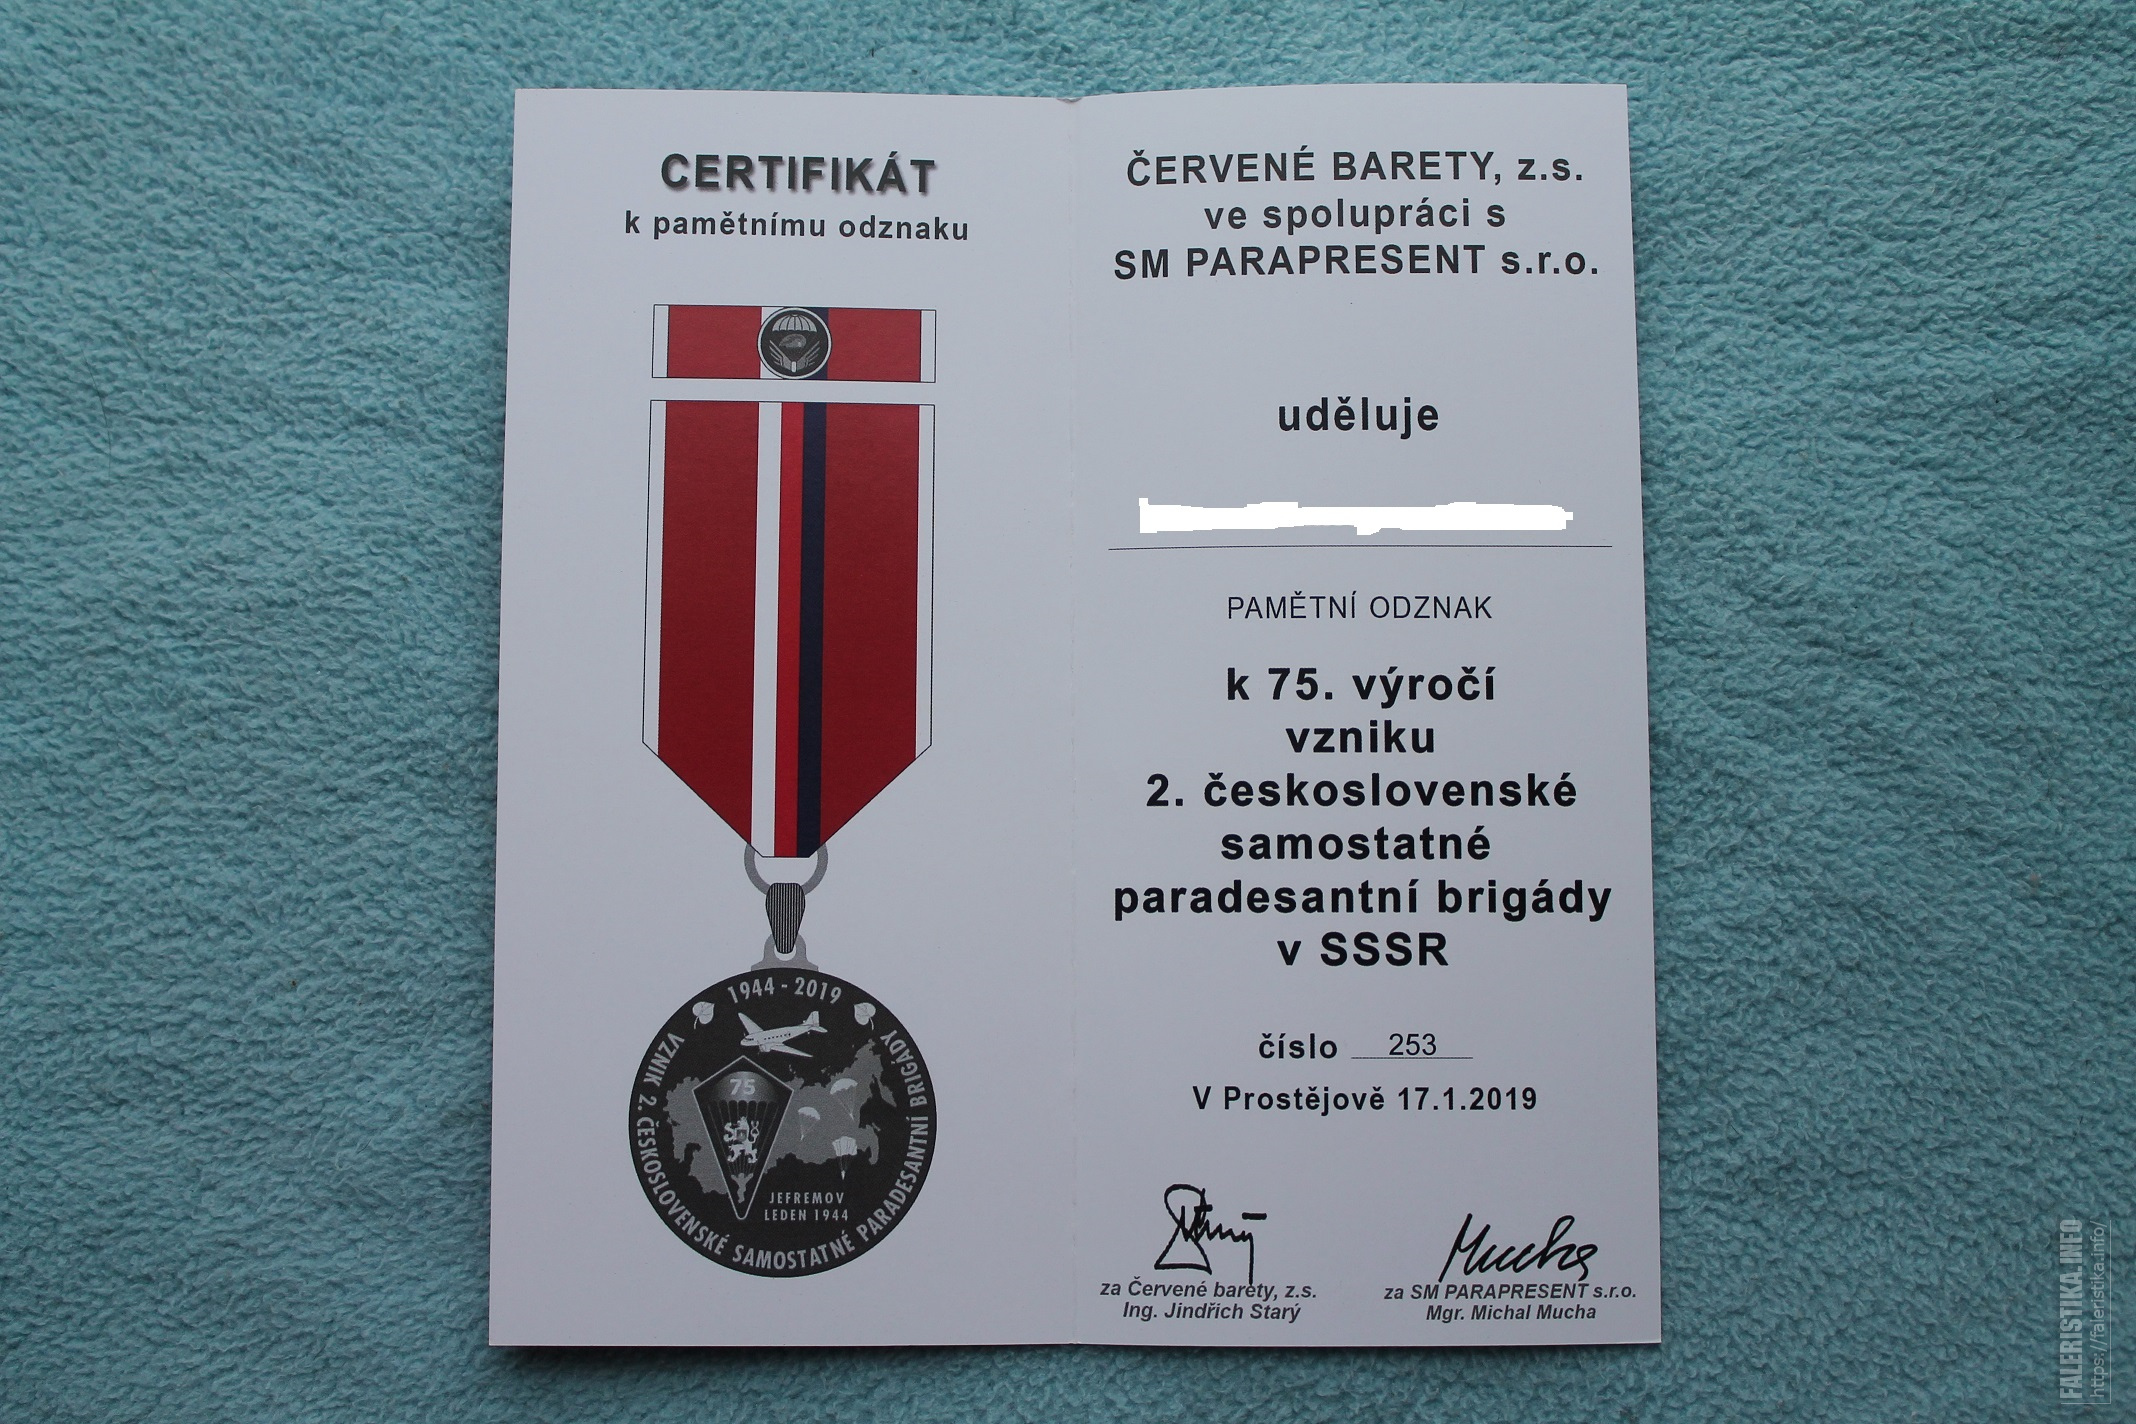 CERTIFIKÁT
k pamětnímu odznaku
1944 - 2019
VZNIK 2. ČESKOSLOVENSKÉ SAMOSTATNÉ PARADESANTNÍ BRIGÁDY
75
JEFREMOV
LEDEN 1944
ČERVENÉ BARETY, z.s.
ve spolupráci s
SM PARAPRESENT s.r.o.
uděluje
PAMĚTNÍ ODZNAK
k 75. výročí
vzniku
2. československé
samostatné
paradesantní brigády
v SSSR
číslo 253
V Prostějově 17.1.2019
Starý
Mucha
za Červené barety, z.s.
Ing. Jindřich Starý
za SM PARAPRESENT s.r.o.
Mgr. Michal Mucha
FALERISTIKA.INFO
https://faleristika.info/